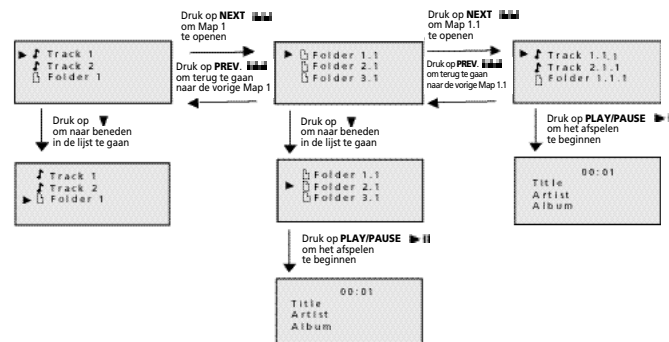 Druk op NEXT
om Map 1
te openen
Druk op NEXT
om Map 1.1
te openen
Track 1
Track 2
Folder 1
Druk op PREV.
om terug te gaan
naar de vorige Map 1
Folder 1.1
Folder 2.1
Folder 3.1
Druk op PREV.
om terug te gaan
naar de vorige Map 1.1
Track 1.1.1
Track 2.1.1
Folder 1.1.1
Druk op
om naar beneden
in de lijst te gaan
Druk op
om naar beneden
in de lijst te gaan
Druk op PLAY/PAUSE
om het afspelen
te beginnen
Track 1
Track 2
Folder 1
Folder 1.1
Folder 2.1
Folder 3.1
00:01
Title
Artist
Album
Druk op PLAY/PAUSE
om het afspelen
te beginnen
00:01
Title
Artist
Album